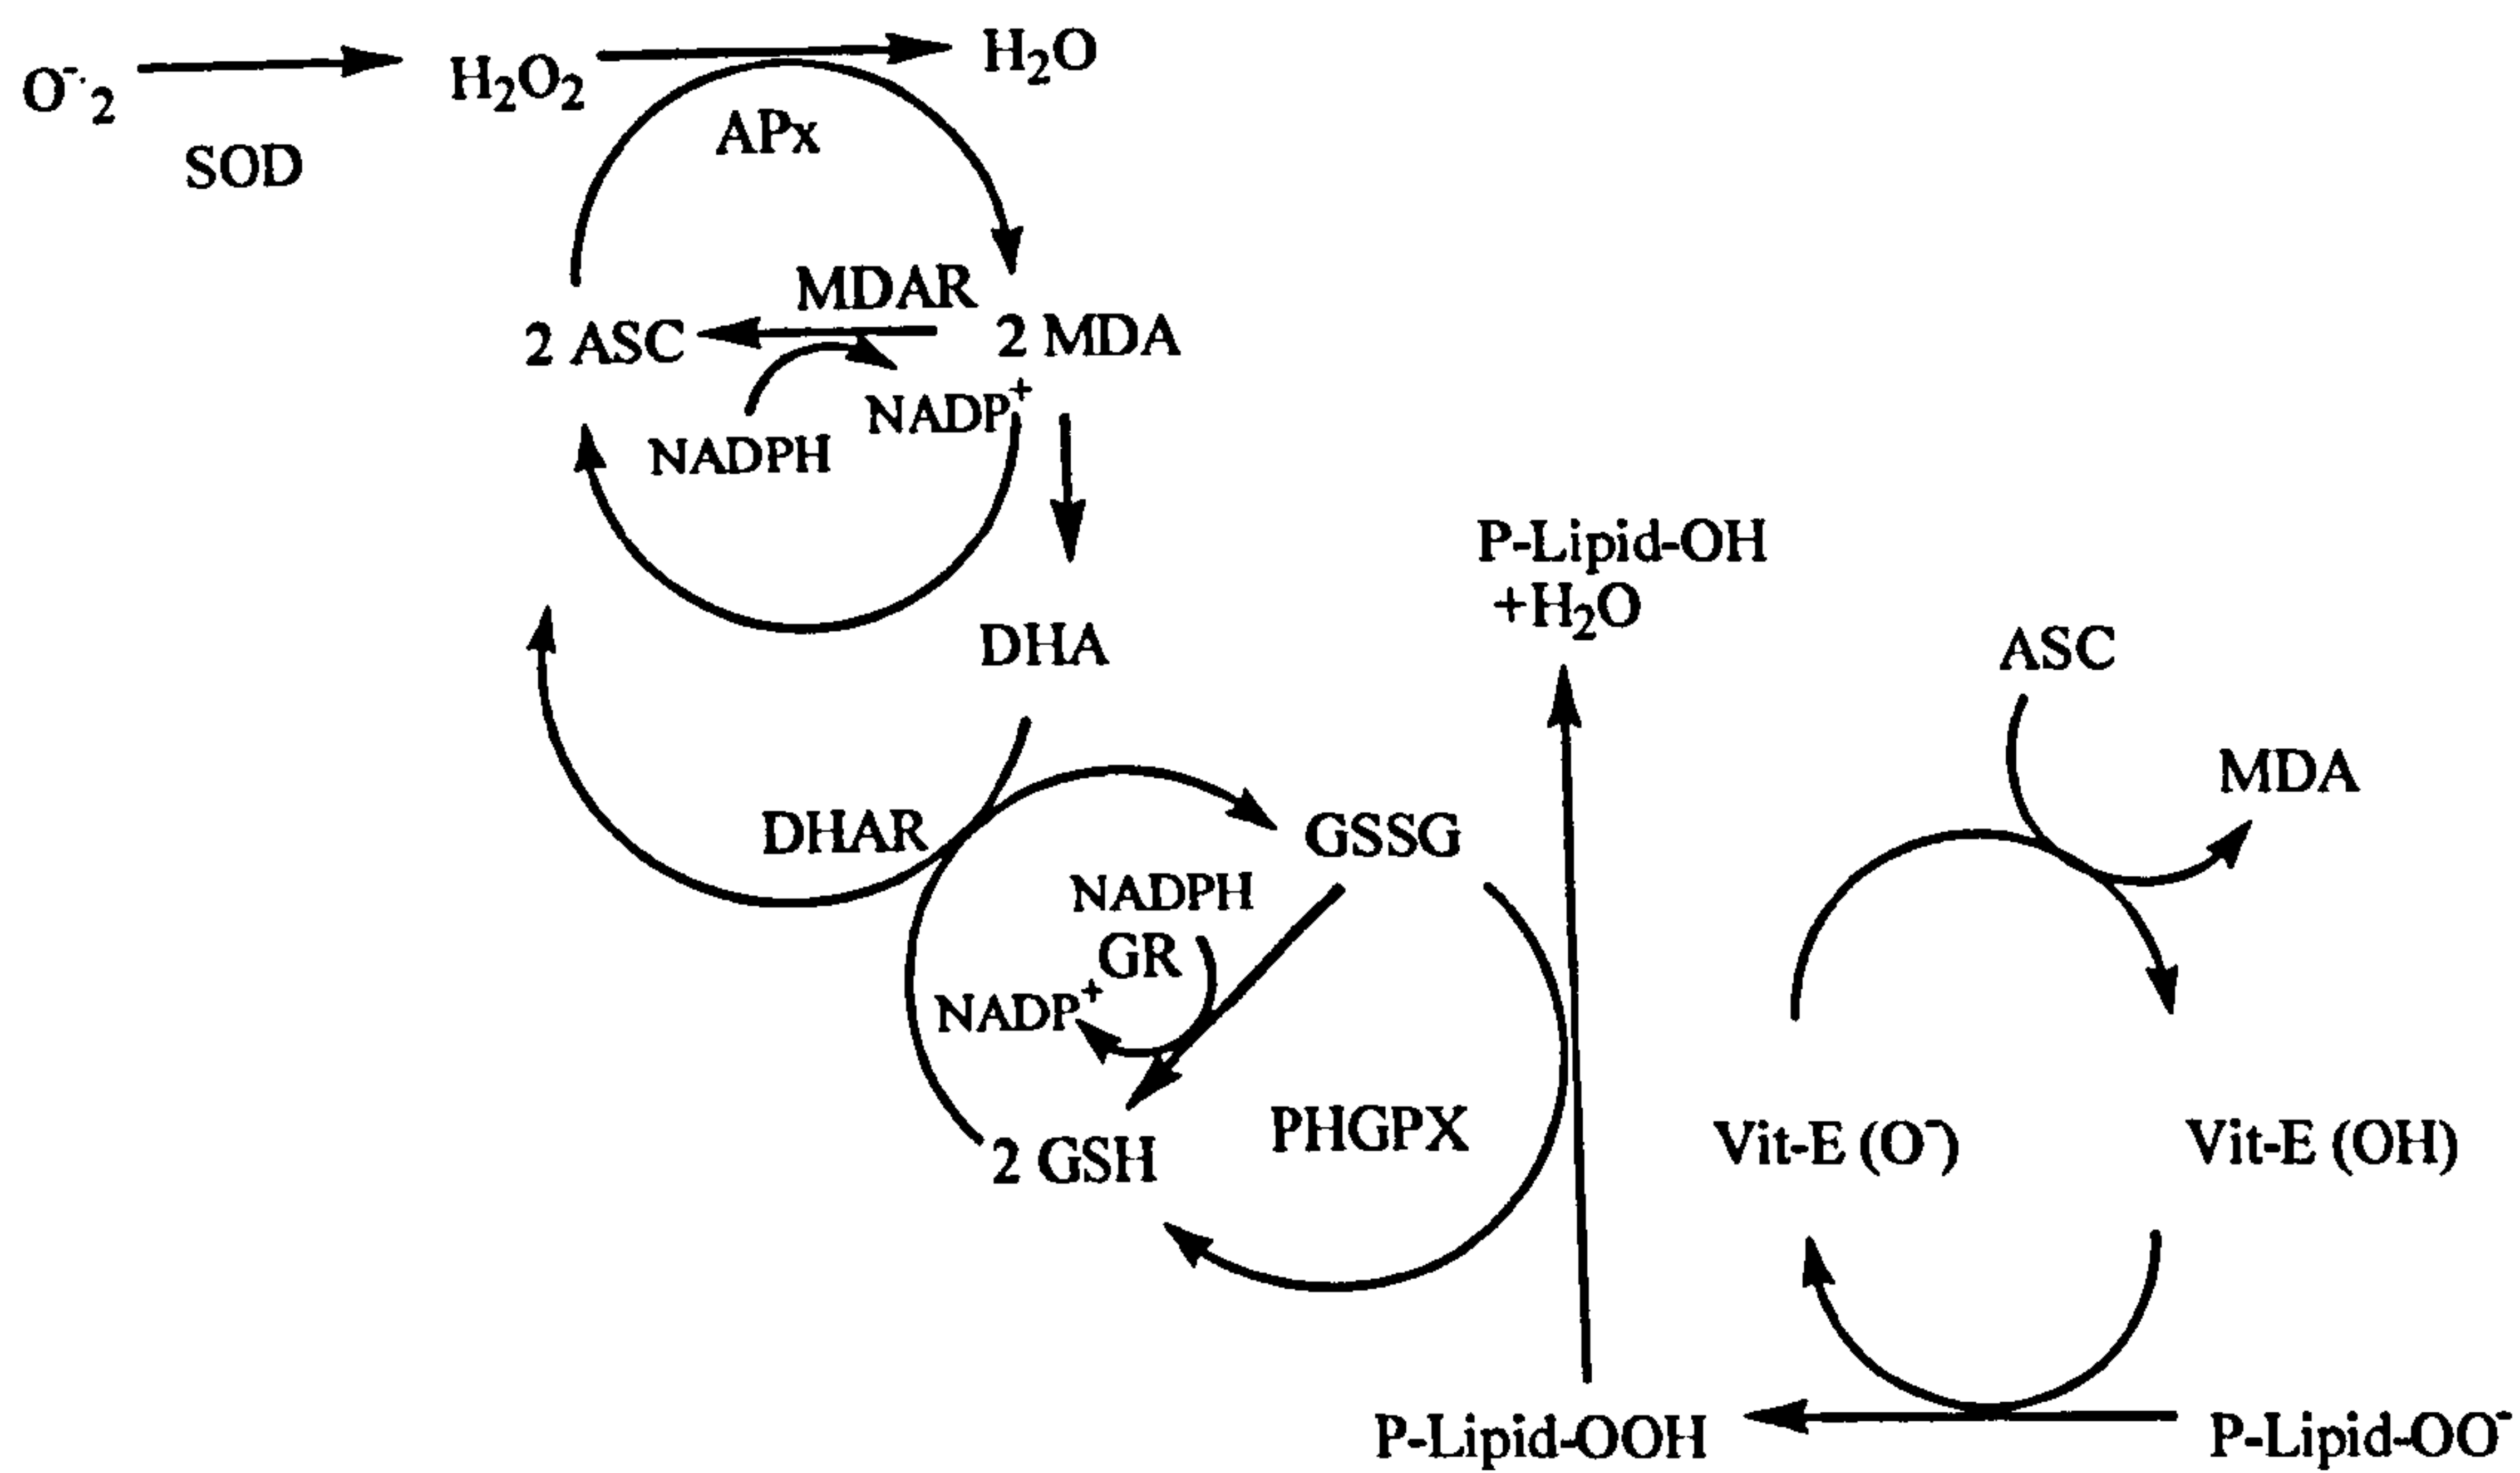 O⁻·₂
H₂O₂
H₂O
SOD
APx
MDAR
2 ASC
2 MDA
NADP⁺
NADPH
DHA
P-Lipid-OH
+H₂O
ASC
MDA
DHAR
GSSG
NADPH
GR
NADP⁺
2 GSH
PHGPX
Vit-E (O⁻)
Vit-E (OH)
P-Lipid-OOH
P-Lipid-OO⁻